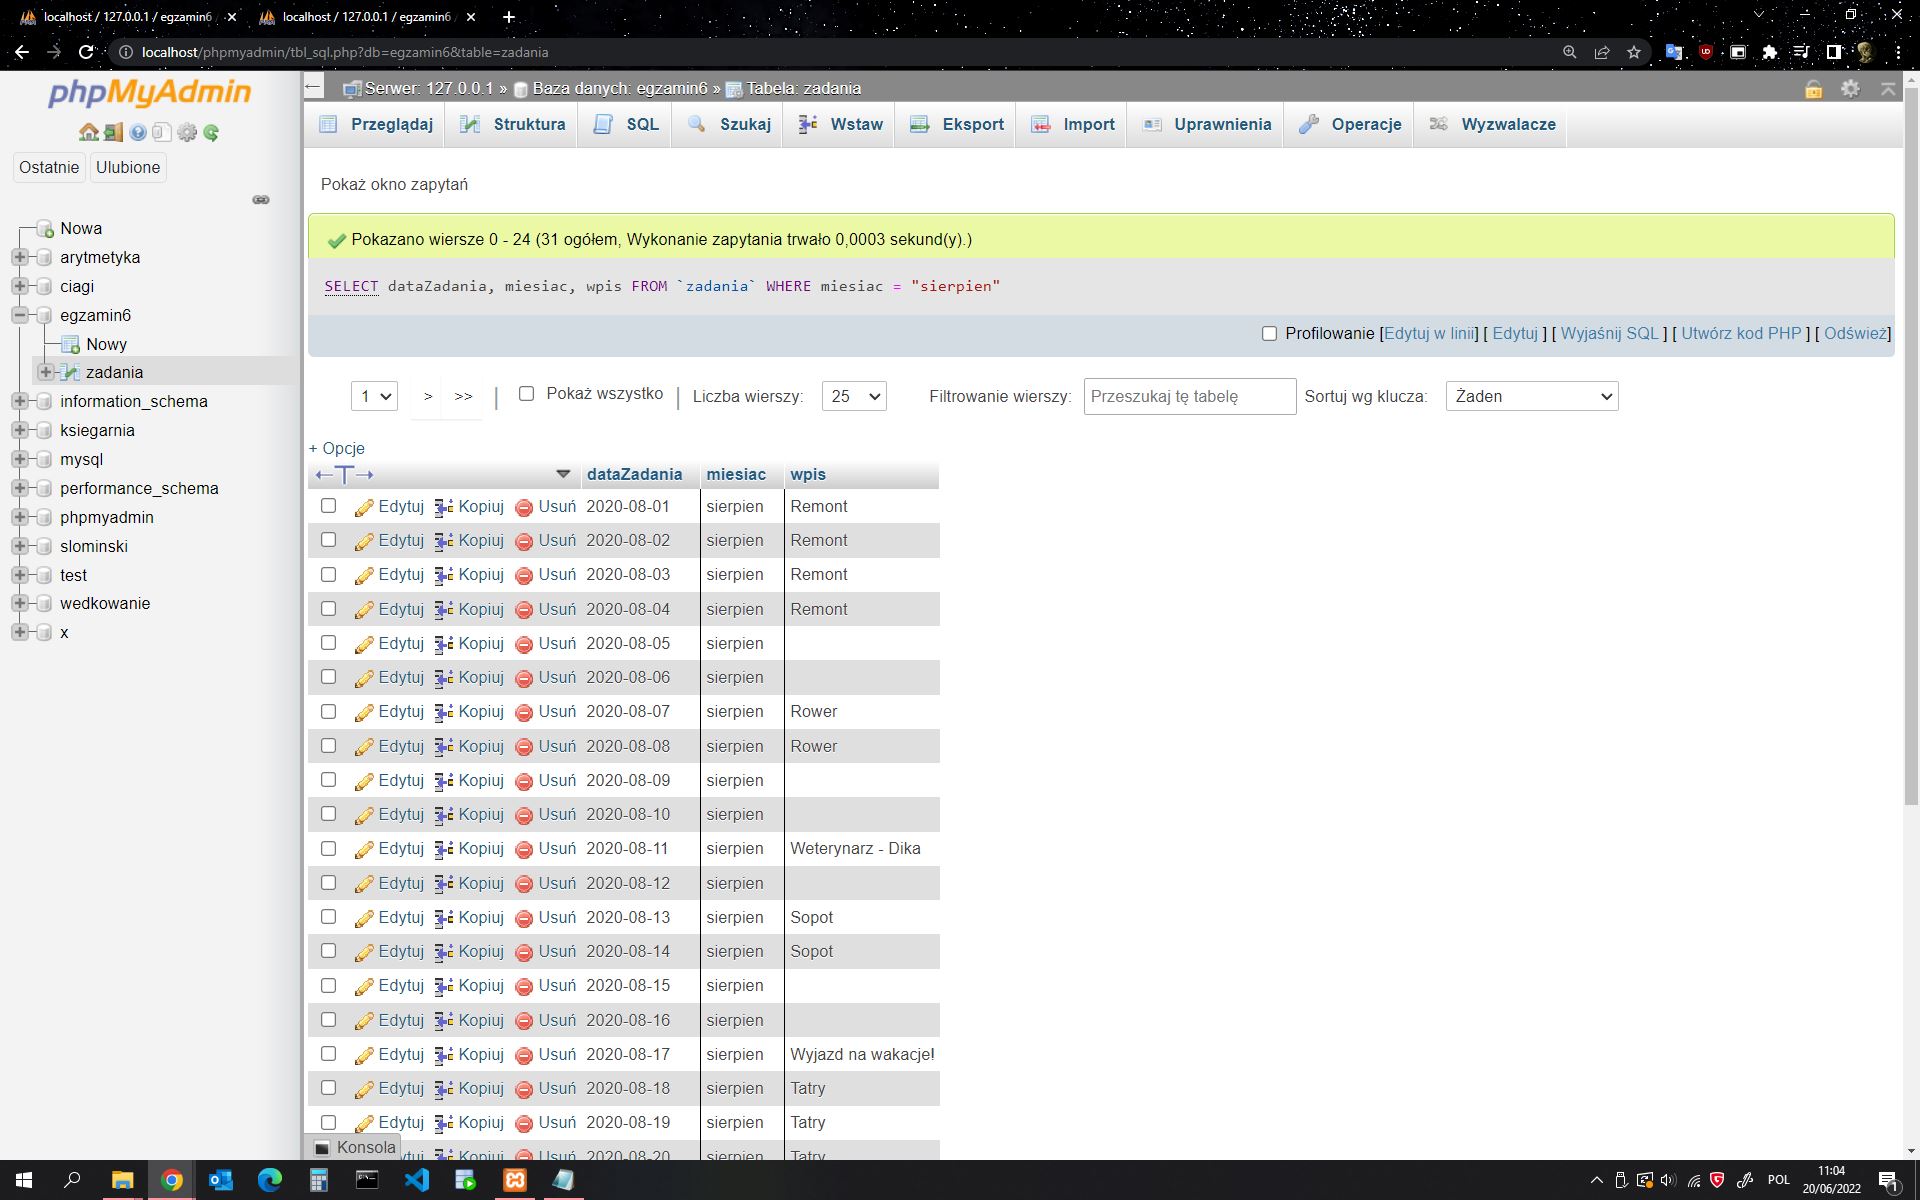 localhost / 127.0.0.1 / egzamin6
localhost / 127.0.0.1 / egzamin6
localhost/phpmyadmin/tbl_sql.php?db=egzamin6&table=zadania
phpMyAdmin
Ostatnie Ulubione
Nowa
arytmetyka
ciagi
egzamin6
Nowy
zadania
information_schema
ksiegarnia
mysql
performance_schema
phpmyadmin
slominski
test
wedkowanie
x
Serwer: 127.0.0.1 » Baza danych: egzamin6 » Tabela: zadania
Przeglądaj Struktura SQL Szukaj Wstaw Eksport Import Uprawnienia Operacje Wyzwalacze
Pokaż okno zapytań
Pokazano wiersze 0 - 24 (31 ogółem, Wykonanie zapytania trwało 0,0003 sekund(y).)
SELECT dataZadania, miesiac, wpis FROM `zadania` WHERE miesiac = "sierpien"
Profilowanie [Edytuj w linii] [ Edytuj ] [ Wyjaśnij SQL ] [ Utwórz kod PHP ] [ Odśwież]
1 > >> | Pokaż wszystko | Liczba wierszy: 25 Filtrowanie wierszy: Przeszukaj tę tabelę Sortuj wg klucza: Żaden
+ Opcje
←T→ dataZadania miesiac wpis
Edytuj Kopiuj Usuń 2020-08-01 sierpien Remont
Edytuj Kopiuj Usuń 2020-08-02 sierpien Remont
Edytuj Kopiuj Usuń 2020-08-03 sierpien Remont
Edytuj Kopiuj Usuń 2020-08-04 sierpien Remont
Edytuj Kopiuj Usuń 2020-08-05 sierpien
Edytuj Kopiuj Usuń 2020-08-06 sierpien
Edytuj Kopiuj Usuń 2020-08-07 sierpien Rower
Edytuj Kopiuj Usuń 2020-08-08 sierpien Rower
Edytuj Kopiuj Usuń 2020-08-09 sierpien
Edytuj Kopiuj Usuń 2020-08-10 sierpien
Edytuj Kopiuj Usuń 2020-08-11 sierpien Weterynarz - Dika
Edytuj Kopiuj Usuń 2020-08-12 sierpien
Edytuj Kopiuj Usuń 2020-08-13 sierpien Sopot
Edytuj Kopiuj Usuń 2020-08-14 sierpien Sopot
Edytuj Kopiuj Usuń 2020-08-15 sierpien
Edytuj Kopiuj Usuń 2020-08-16 sierpien
Edytuj Kopiuj Usuń 2020-08-17 sierpien Wyjazd na wakacje!
Edytuj Kopiuj Usuń 2020-08-18 sierpien Tatry
Edytuj Kopiuj Usuń 2020-08-19 sierpien Tatry
Kopiuj Usuń 2020-08-20 sierpien Tatry
Konsola
POL
11:04
20/06/2022
1